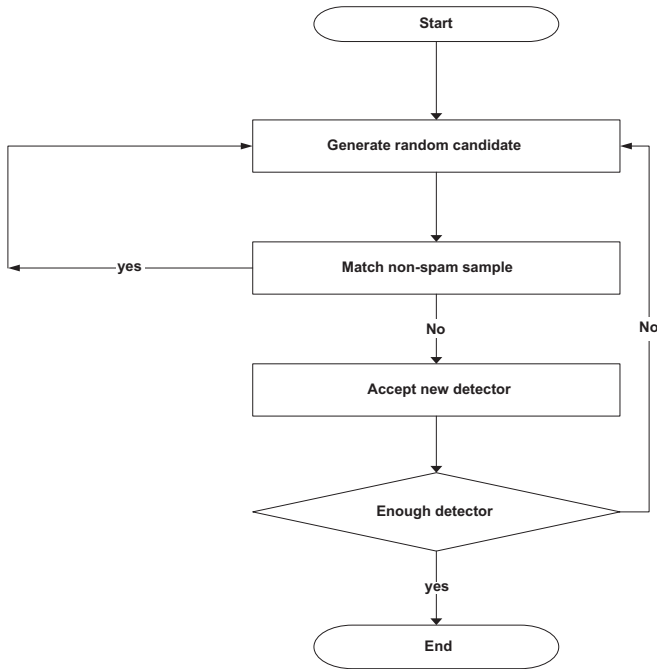 Start
Generate random candidate
yes
Match non-spam sample
No
No
Accept new detector
Enough detector
yes
End